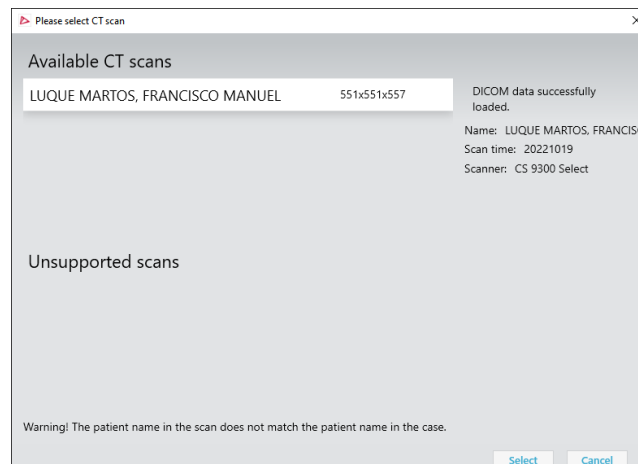 Please select CT scan
Available CT scans
LUQUE MARTOS, FRANCISCO MANUEL 551x551x557
DICOM data successfully
loaded.
Name: LUQUE MARTOS, FRANCIS
Scan time: 20221019
Scanner: CS 9300 Select
Unsupported scans
Warning! The patient name in the scan does not match the patient name in the case.
Select Cancel